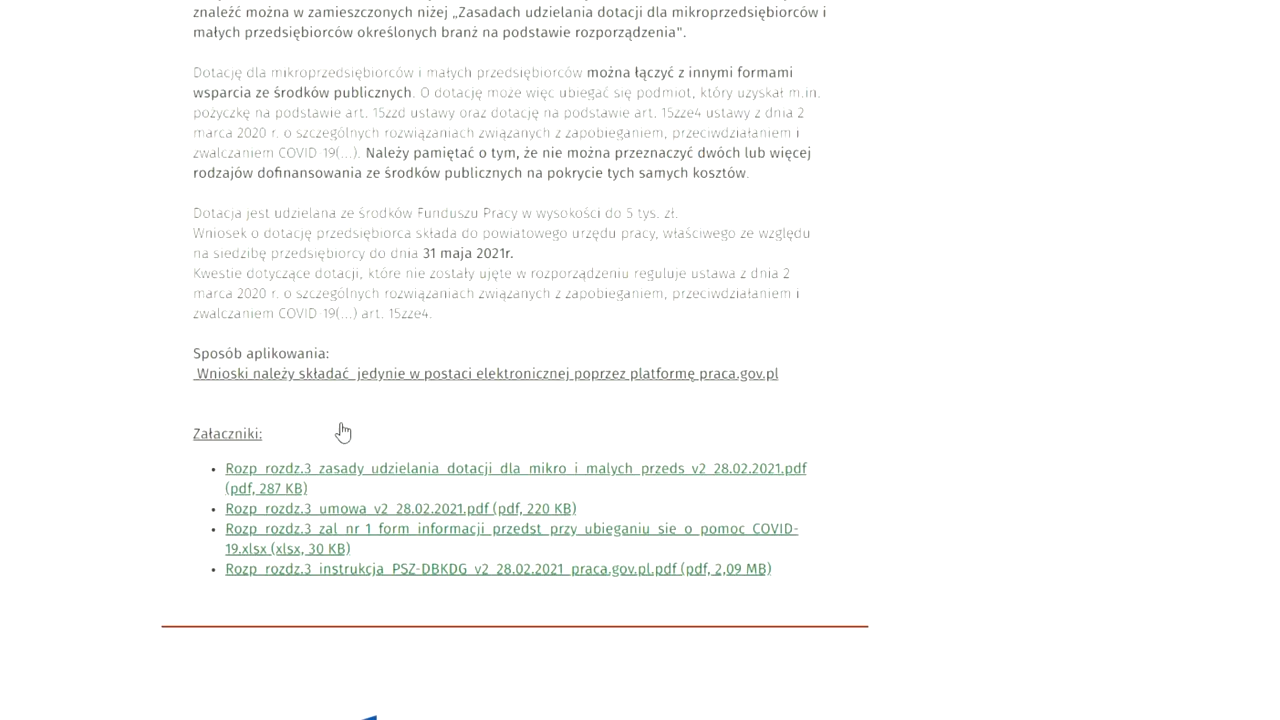 znaleźć można w zamieszczonych niżej „Zasadach udzielania dotacji dla mikroprzedsiębiorców i
małych przedsiębiorców określonych branż na podstawie rozporządzenia".
Dotację dla mikroprzedsiębiorców i małych przedsiębiorców można łączyć z innymi formami
wsparcia ze środków publicznych. O dotację może więc ubiegać się podmiot, który uzyskał m.in.
pożyczkę na podstawie art. 15zzd ustawy oraz dotację na podstawie art. 15zze4 ustawy z dnia 2
marca 2020 r. o szczególnych rozwiązaniach związanych z zapobieganiem, przeciwdziałaniem i
zwalczaniem COVID 19(...). Należy pamiętać o tym, że nie można przeznaczyć dwóch lub więcej
rodzajów dofinansowania ze środków publicznych na pokrycie tych samych kosztów.
Dotacja jest udzielana ze środków Funduszu Pracy w wysokości do 5 tys. zł.
Wniosek o dotację przedsiębiorca składa do powiatowego urzędu pracy, właściwego ze względu
na siedzibę przedsiębiorcy do dnia 31 maja 2021r.
Kwestie dotyczące dotacji, które nie zostały ujęte w rozporządzeniu reguluje ustawa z dnia 2
marca 2020 r. o szczególnych rozwiązaniach związanych z zapobieganiem, przeciwdziałaniem i
zwalczaniem COVID 19(...) art. 15zze4.
Sposób aplikowania:
Wnioski należy składać jedynie w postaci elektronicznej poprzez platformę praca.gov.pl
Załaczniki:
• Rozp_rozdz.3_zasady_udzielania_dotacji_dla_mikro_i_malych_przeds_v2_28.02.2021.pdf
(pdf, 287 KB)
• Rozp_rozdz.3_umowa_v2_28.02.2021.pdf (pdf, 220 KB)
• Rozp_rozdz.3_zal_nr_1_form_informacji_przedst_przy_ubieganiu_sie_o_pomoc_COVID-
19.xlsx (xlsx, 30 KB)
• Rozp_rozdz.3_instrukcja_PSZ-DBKDG_v2_28.02.2021_praca.gov.pl.pdf (pdf, 2,09 MB)